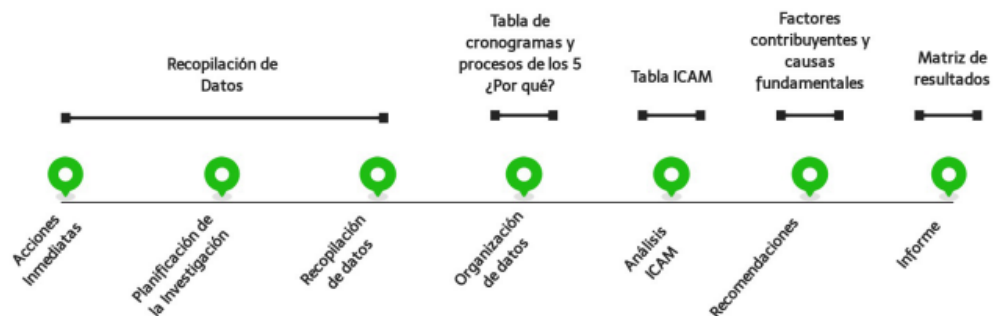 Recopilación de
Datos
Tabla de
cronogramas y
procesos de los 5
¿Por qué?
Tabla ICAM
Factores
contribuyentes y
causas
fundamentales
Matriz de
resultados
Acciones
Inmediatas
Planificación de
la Investigación
Recopilación
de datos
Organización
de datos
Análisis
ICAM
Recomendaciones
Informe